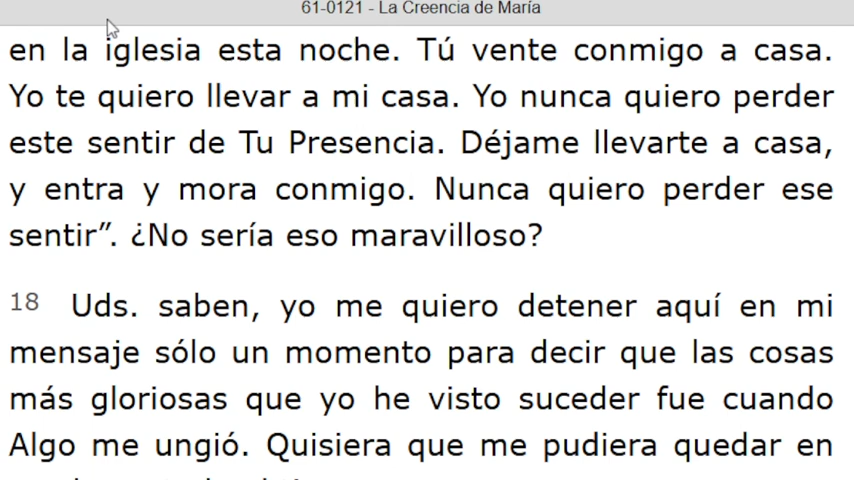 61-0121 - La Creencia de María
en la iglesia esta noche. Tú vente conmigo a casa.
Yo te quiero llevar a mi casa. Yo nunca quiero perder
este sentir de Tu Presencia. Déjame llevarte a casa,
y entra y mora conmigo. Nunca quiero perder ese
sentir”. ¿No sería eso maravilloso?
18 Uds. saben, yo me quiero detener aquí en mi
mensaje sólo un momento para decir que las cosas
más gloriosas que yo he visto suceder fue cuando
Algo me ungió. Quisiera que me pudiera quedar en